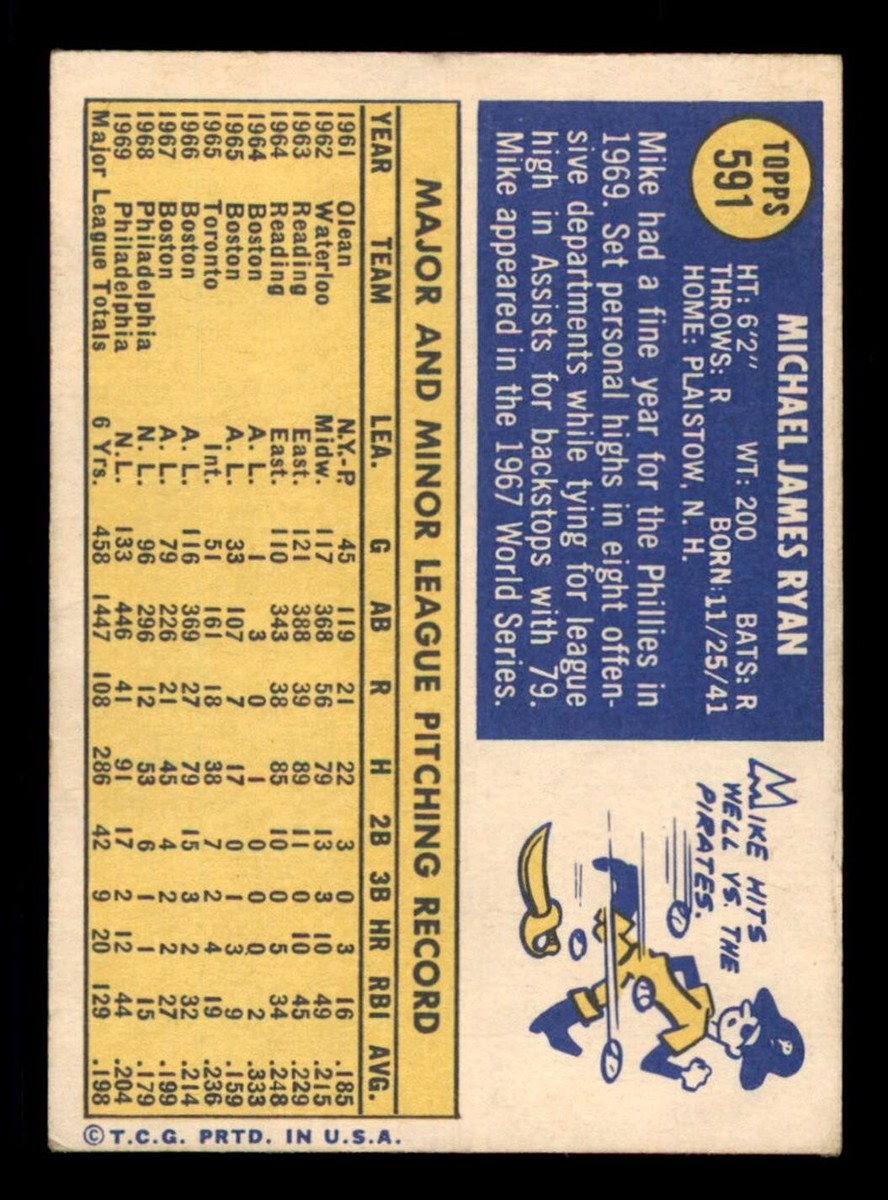 TOPPS
591
MICHAEL JAMES RYAN
HT: 6'2" WT: 200 BATS: R
THROWS: R BORN: 11/25/41
HOME: PLAISTOW, N. H.
Mike had a fine year for the Phillies in
1969. Set personal highs in eight offen-
sive departments while tying for league
high in Assists for backstops with 79.
Mike appeared in the 1967 World Series.
MIKE HITS
WELL VS. THE
PIRATES.
P
MAJOR AND MINOR LEAGUE PITCHING RECORD
YEAR TEAM LEA. G AB R H 2B 3B HR RBI AVG.
1961 Olean N.Y.-P. 45 119 21 22 3 0 3 16 .185
1962 Waterloo Midw. 117 368 56 79 13 3 10 49 .215
1963 Reading East. 121 388 39 89 11 0 10 45 .229
1964 Reading East. 110 343 38 85 10 0 5 34 .248
1964 Boston A. L. 1 3 0 1 0 0 0 2 .333
1965 Boston A. L. 33 107 7 17 0 1 3 9 .159
1965 Toronto Int. 51 161 18 38 7 2 4 19 .236
1966 Boston A. L. 116 369 27 79 15 3 2 32 .214
1967 Boston A. L. 79 226 21 45 4 2 2 27 .199
1968 Philadelphia N. L. 96 296 12 53 6 1 1 15 .179
1969 Philadelphia N.L. 133 446 41 91 17 2 12 44 .204
Major League Totals 6 Yrs. 458 1447 108 286 42 9 20 129 .198
© T.C.G. PRTD. IN U.S.A.